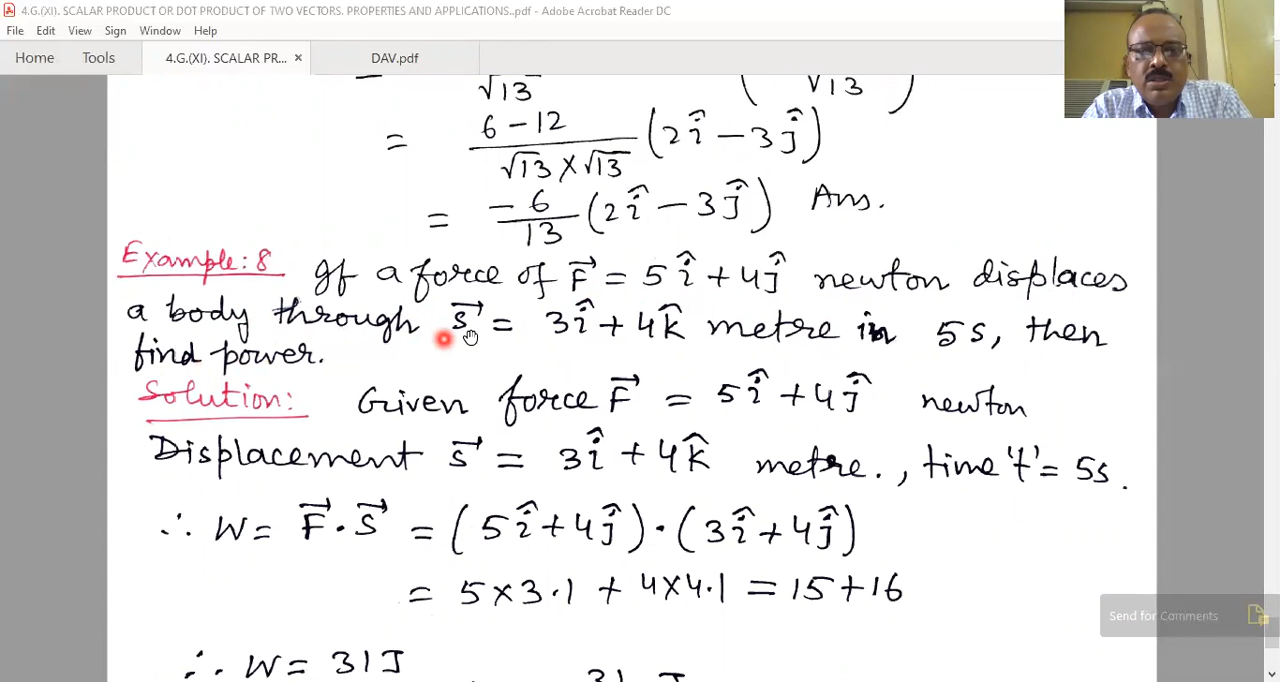 4.G.(XI). SCALAR PRODUCT OR DOT PRODUCT OF TWO VECTORS. PROPERTIES AND APPLICATIONS..pdf - Adobe Acrobat Reader DC
File Edit View Sign Window Help
Home Tools 4.G.(XI). SCALAR PR... × DAV.pdf
√13 √13
= 6-12 / √13 × √13 (2î - 3ĵ)
= -6/13 (2î - 3ĵ) Ans.
Example: 8 If a force of F⃗ = 5î + 4ĵ newton displaces
a body through s⃗ = 3î + 4k̂ metre in 5s, then
find power.
Solution: Given force F⃗ = 5î + 4ĵ newton
Displacement s⃗ = 3î + 4k̂ metre., time 't' = 5s.
∴ W = F⃗ · S⃗ = (5î + 4ĵ) · (3î + 4ĵ)
= 5×3·1 + 4×4·1 = 15+16
Send for Comments
∴ W = 31J
31 J